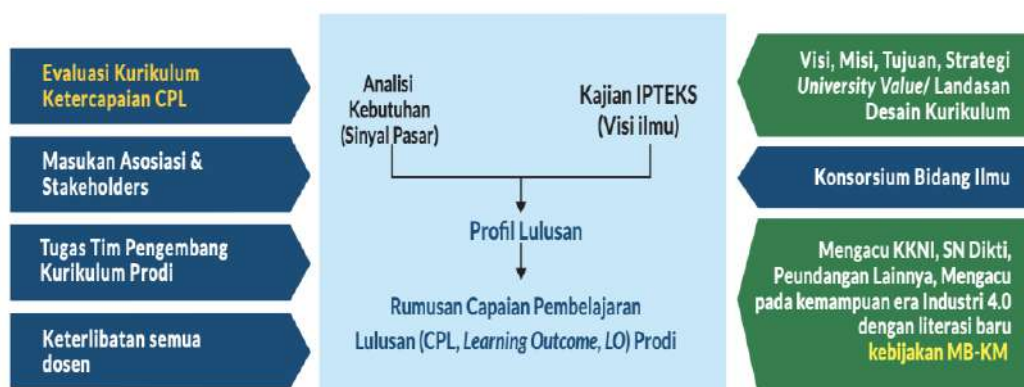 Evaluasi Kurikulum
Ketercapaian CPL
Masukan Asosiasi &
Stakeholders
Tugas Tim Pengembang
Kurikulum Prodi
Keterlibatan semua
dosen
Analisi
Kebutuhan
(Sinyal Pasar)
Kajian IPTEKS
(Visi ilmu)
Profil Lulusan
Rumusan Capaian Pembelajaran
Lulusan (CPL, Learning Outcome, LO) Prodi
Visi, Misi, Tujuan, Strategi
University Value/ Landasan
Desain Kurikulum
Konsorsium Bidang Ilmu
Mengacu KKNI, SN Dikti,
Peundangan Lainnya, Mengacu
pada kemampuan era Industri 4.0
dengan literasi baru
kebijakan MB-KM